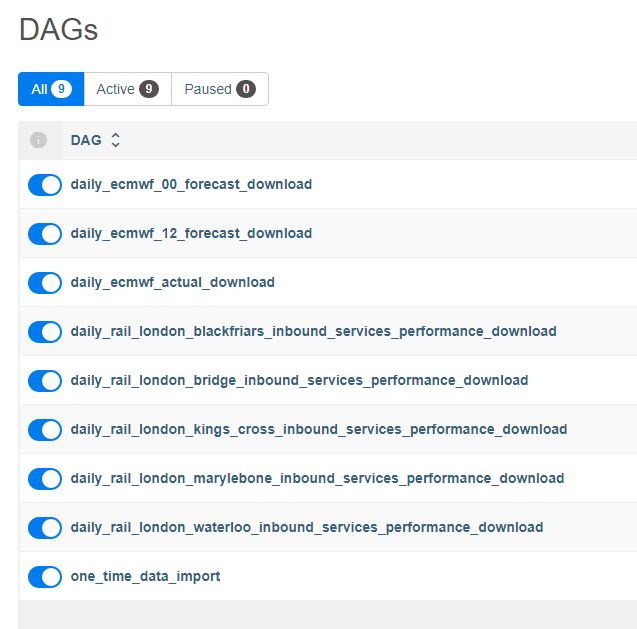 DAGs
All 9 Active 9 Paused 0
i DAG
daily_ecmwf_00_forecast_download
daily_ecmwf_12_forecast_download
daily_ecmwf_actual_download
daily_rail_london_blackfriars_inbound_services_performance_download
daily_rail_london_bridge_inbound_services_performance_download
daily_rail_london_kings_cross_inbound_services_performance_download
daily_rail_london_marylebone_inbound_services_performance_download
daily_rail_london_waterloo_inbound_services_performance_download
one_time_data_import